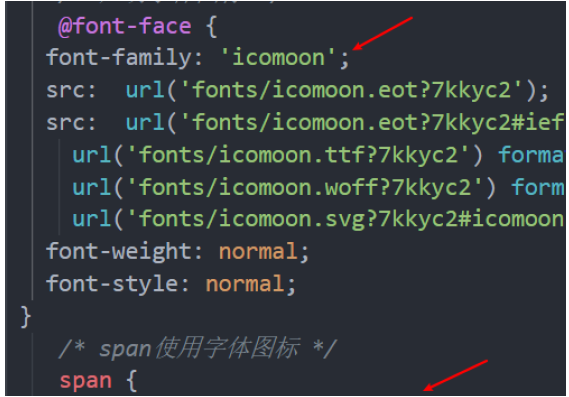 @font-face {
font-family: 'icomoon';
src:  url('fonts/icomoon.eot?7kkyc2');
src:  url('fonts/icomoon.eot?7kkyc2#ief
url('fonts/icomoon.ttf?7kkyc2') forma
url('fonts/icomoon.woff?7kkyc2') form
url('fonts/icomoon.svg?7kkyc2#icomoon
font-weight: normal;
font-style: normal;
}
/* span使用字体图标 */
span {